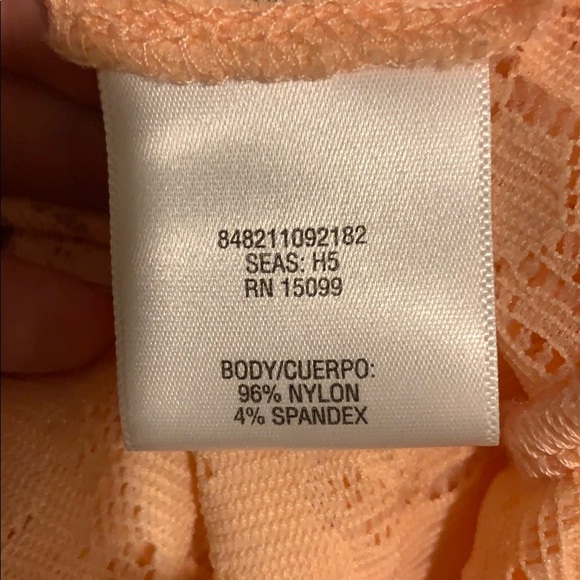 848211092182
SEAS: H5
RN 15099
BODY/CUERPO:
96% NYLON
4% SPANDEX